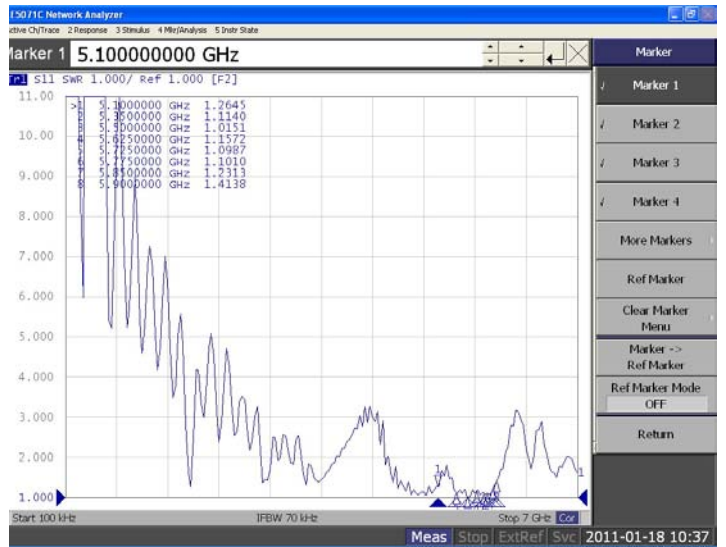 E5071C Network Analyzer
ctive Ch/Trace 2 Response 3 Stimulus 4 Mkr/Analysis 5 Instr State
Marker 1 5.100000000 GHz
Tr1 S11 SWR 1.000/ Ref 1.000 [F2]
11.00
10.00
9.000
8.000
7.000
6.000
5.000
4.000
3.000
2.000
1.000
>1 5.1000000 GHz 1.2645
2 5.3500000 GHz 1.1140
3 5.5000000 GHz 1.0151
4 5.6250000 GHz 1.1572
5 5.7250000 GHz 1.0987
6 5.7750000 GHz 1.1010
7 5.8500000 GHz 1.2313
8 5.9000000 GHz 1.4138
1
1
Start 100 kHz IFBW 70 kHz Stop 7 GHz Cor
Meas Stop ExtRef Svc 2011-01-18 10:37
Marker
Marker 1
Marker 2
Marker 3
Marker 4
More Markers
Ref Marker
Clear Marker
Menu
Marker ->
Ref Marker
Ref Marker Mode
OFF
Return